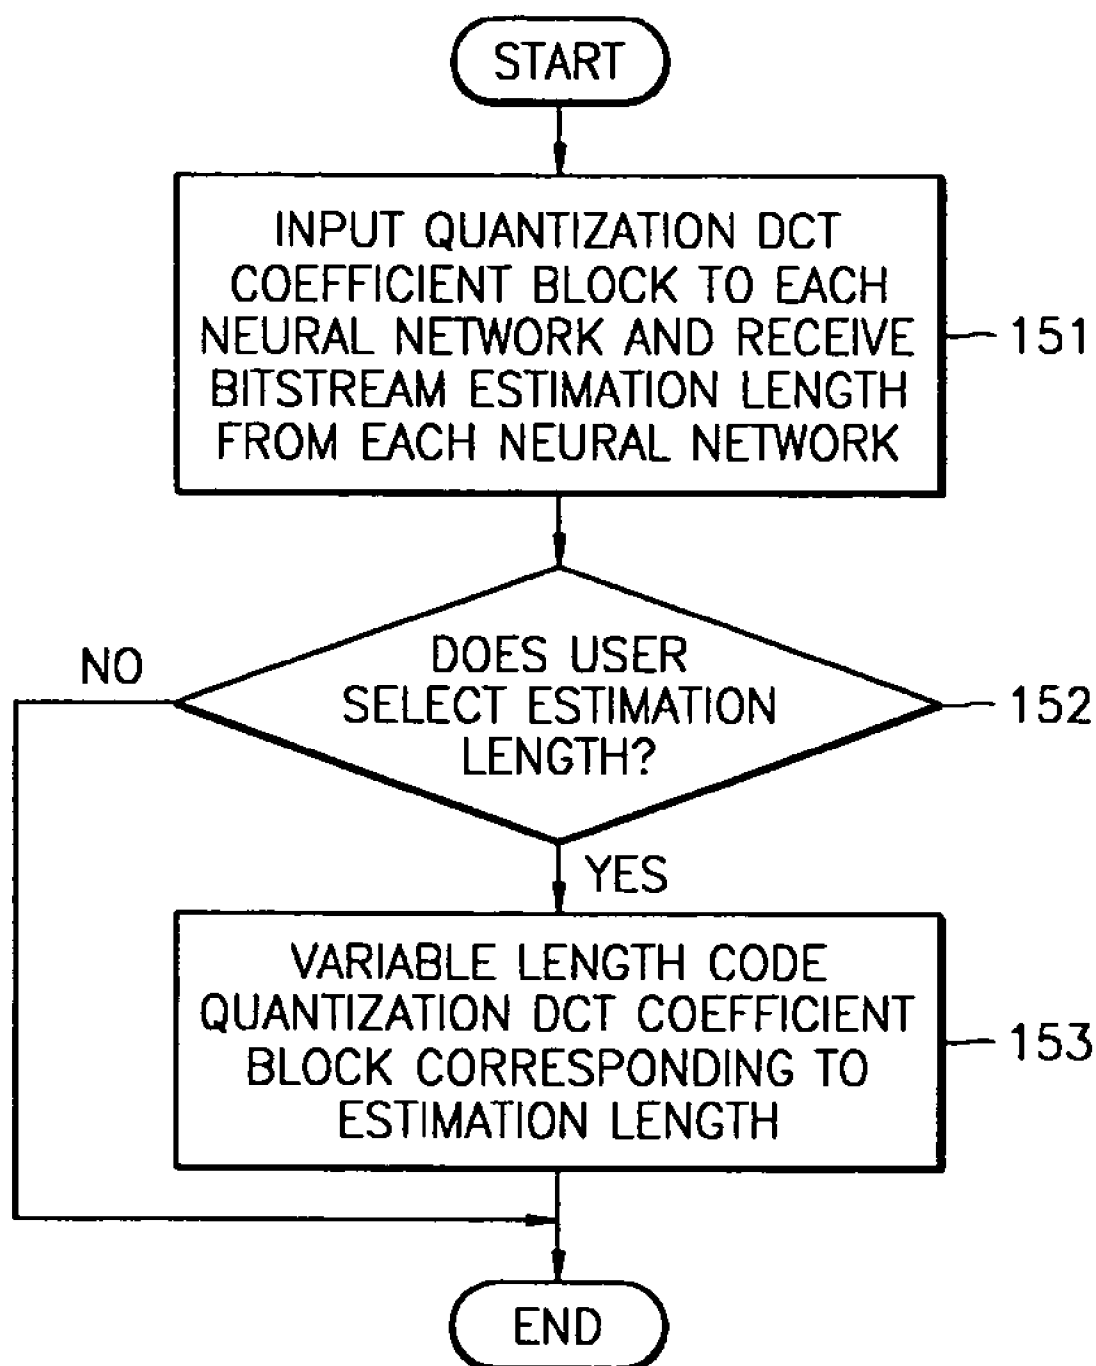 START
INPUT QUANTIZATION DCT
COEFFICIENT BLOCK TO EACH
NEURAL NETWORK AND RECEIVE
BITSTREAM ESTIMATION LENGTH
FROM EACH NEURAL NETWORK
151
DOES USER
SELECT ESTIMATION
LENGTH?
152
NO
YES
VARIABLE LENGTH CODE
QUANTIZATION DCT COEFFICIENT
BLOCK CORRESPONDING TO
ESTIMATION LENGTH
153
END